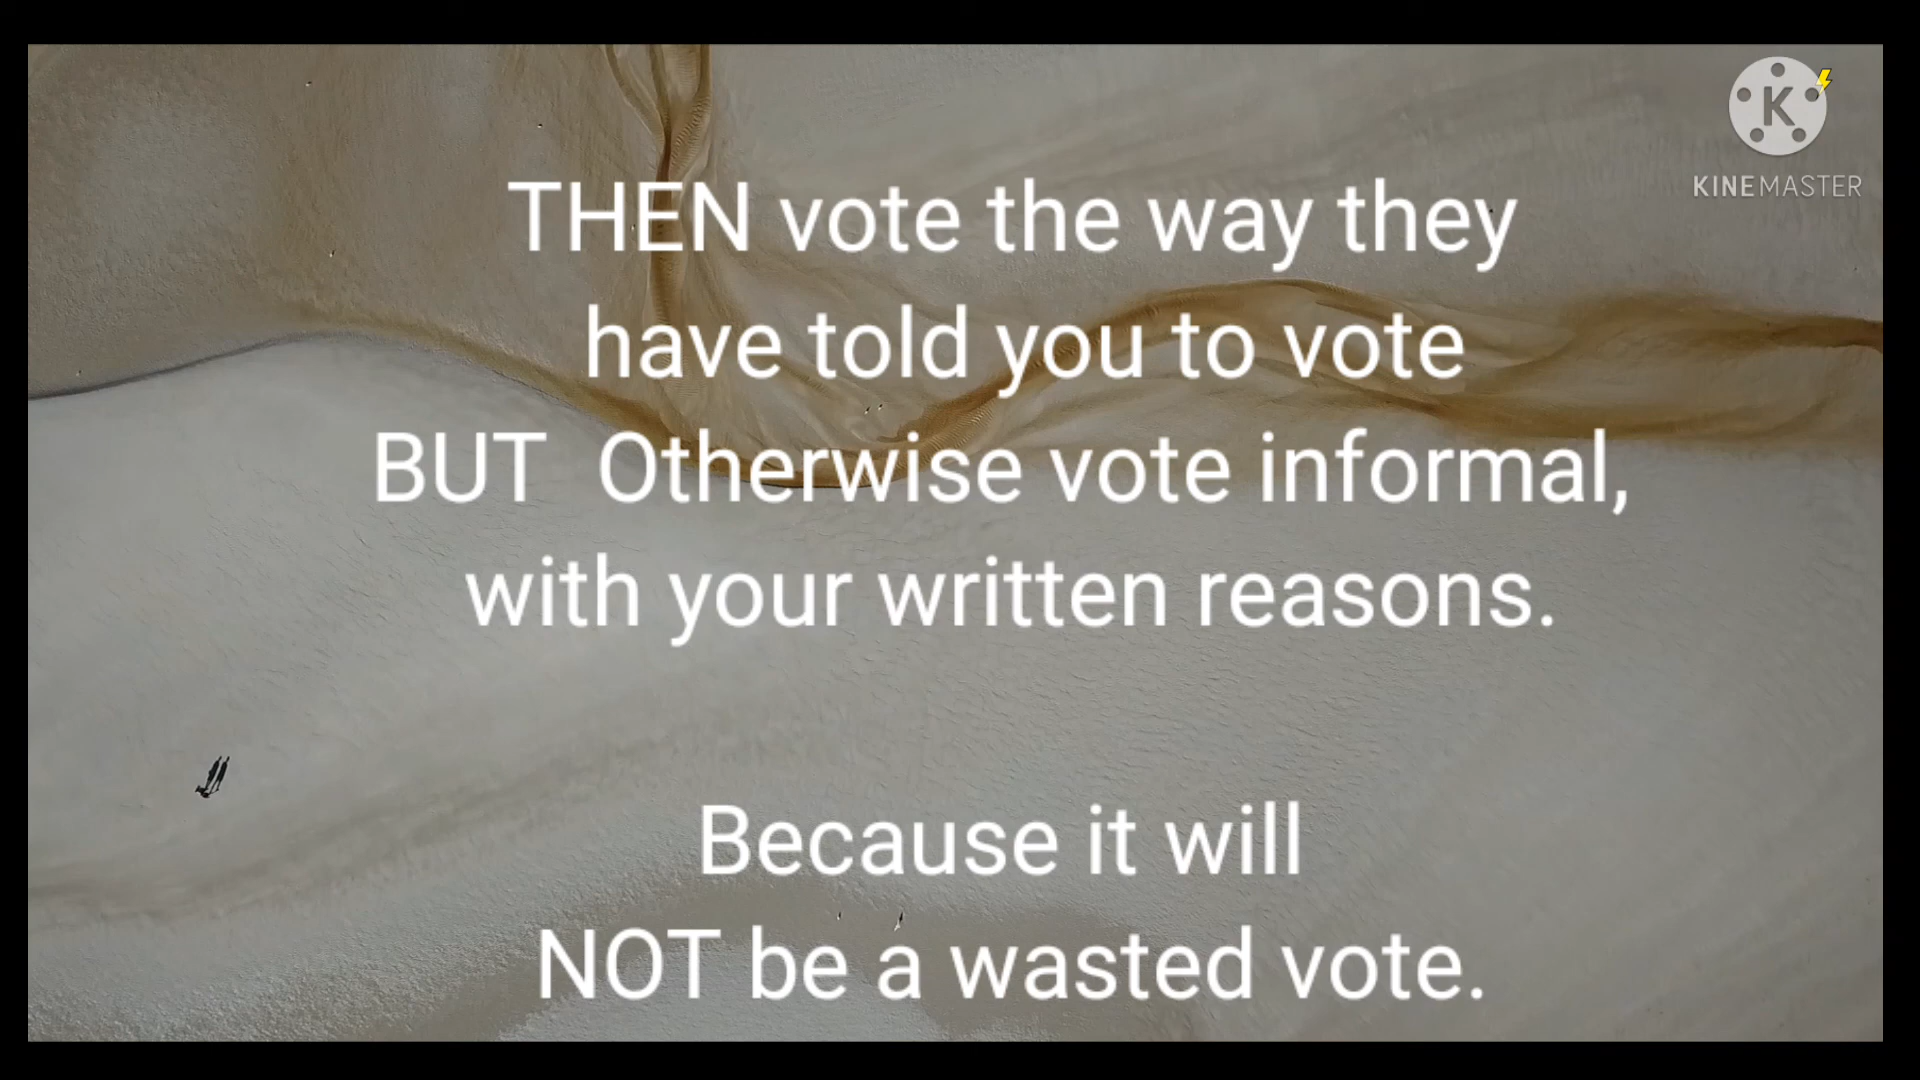 K
KINEMASTER
THEN vote the way they
have told you to vote
BUT  Otherwise vote informal,
with your written reasons.
Because it will
NOT be a wasted vote.